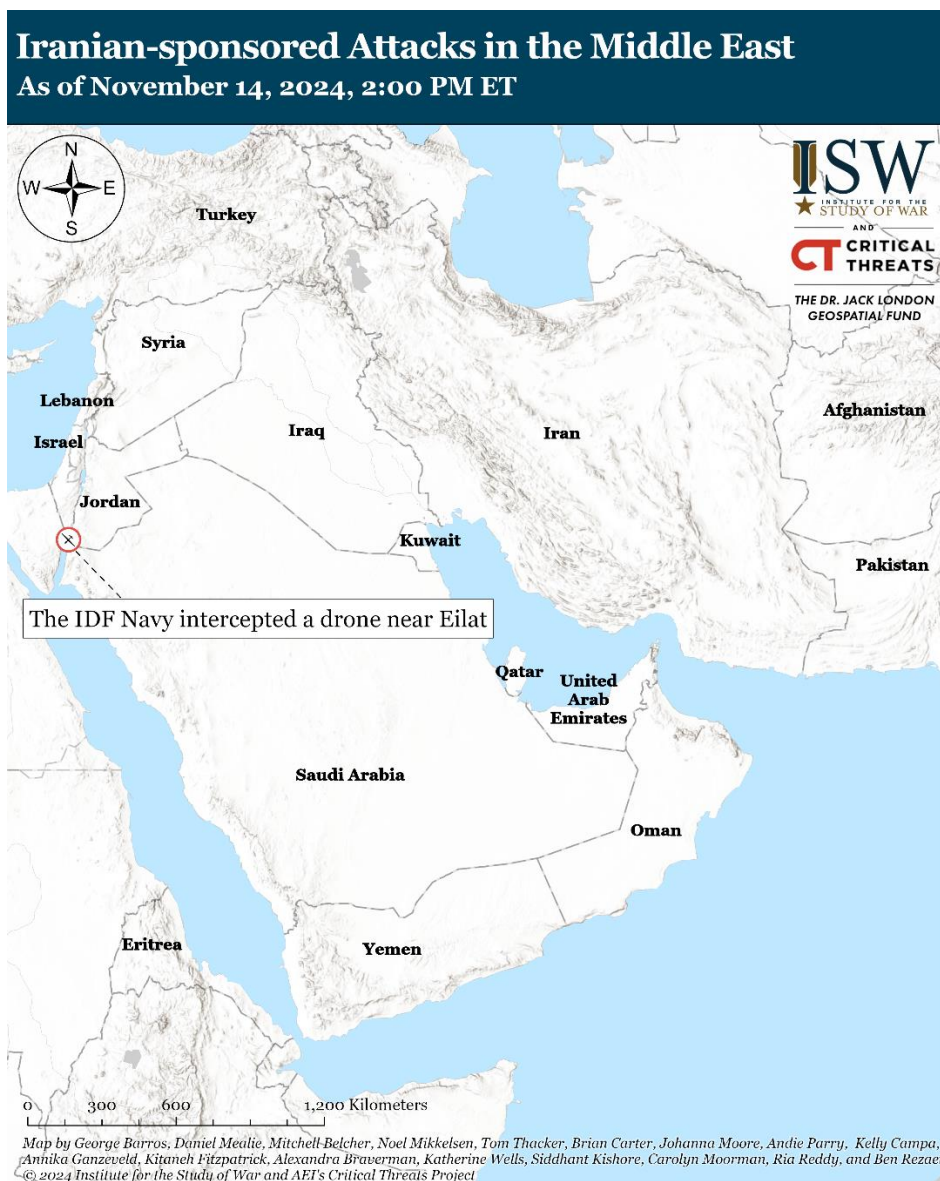 Iranian-sponsored Attacks in the Middle East
As of November 14, 2024, 2:00 PM ET
N
W
E
S
ISW
INSTITUTE FOR THE
STUDY OF WAR
AND
CT CRITICAL
THREATS
THE DR. JACK LONDON
GEOSPATIAL FUND
Turkey
Syria
Lebanon
Israel
Iraq
Iran
Afghanistan
Jordan
Kuwait
Pakistan
The IDF Navy intercepted a drone near Eilat
Qatar
United
Arab
Emirates
Saudi Arabia
Oman
Yemen
Eritrea
0 300 600 1,200 Kilometers
Map by George Barros, Daniel Mealie, Mitchell Belcher, Noel Mikkelsen, Tom Thacker, Brian Carter, Johanna Moore, Andie Parry, Kelly Campa,
Annika Ganzeveld, Kitaneh Fitzpatrick, Alexandra Braverman, Katherine Wells, Siddhant Kishore, Carolyn Moorman, Ria Reddy, and Ben Rezaei
© 2024 Institute for the Study of War and AEI's Critical Threats Project